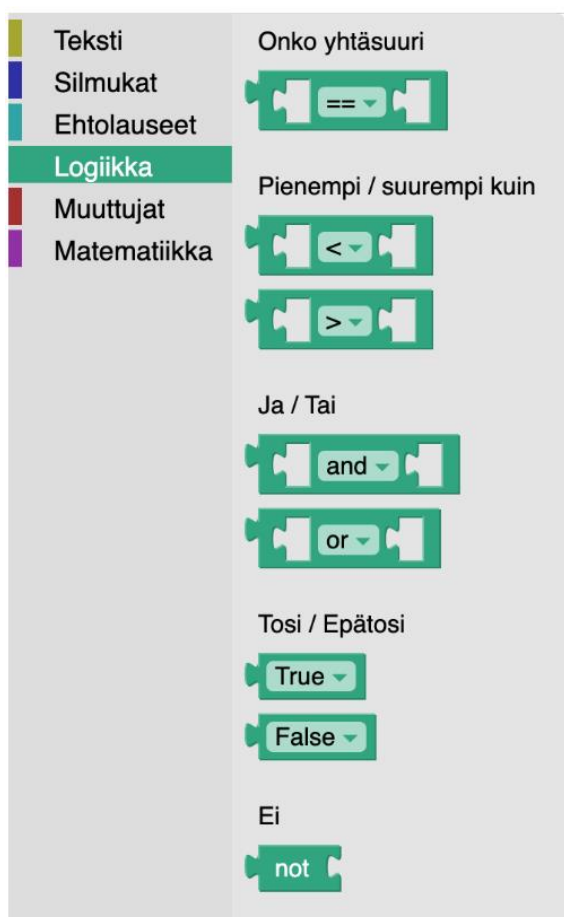 Teksti
Silmukat
Ehtolauseet
Logiikka
Muuttujat
Matematiikka
Onko yhtäsuuri
==
Pienempi / suurempi kuin
<
>
Ja / Tai
and
or
Tosi / Epätosi
True
False
Ei
not